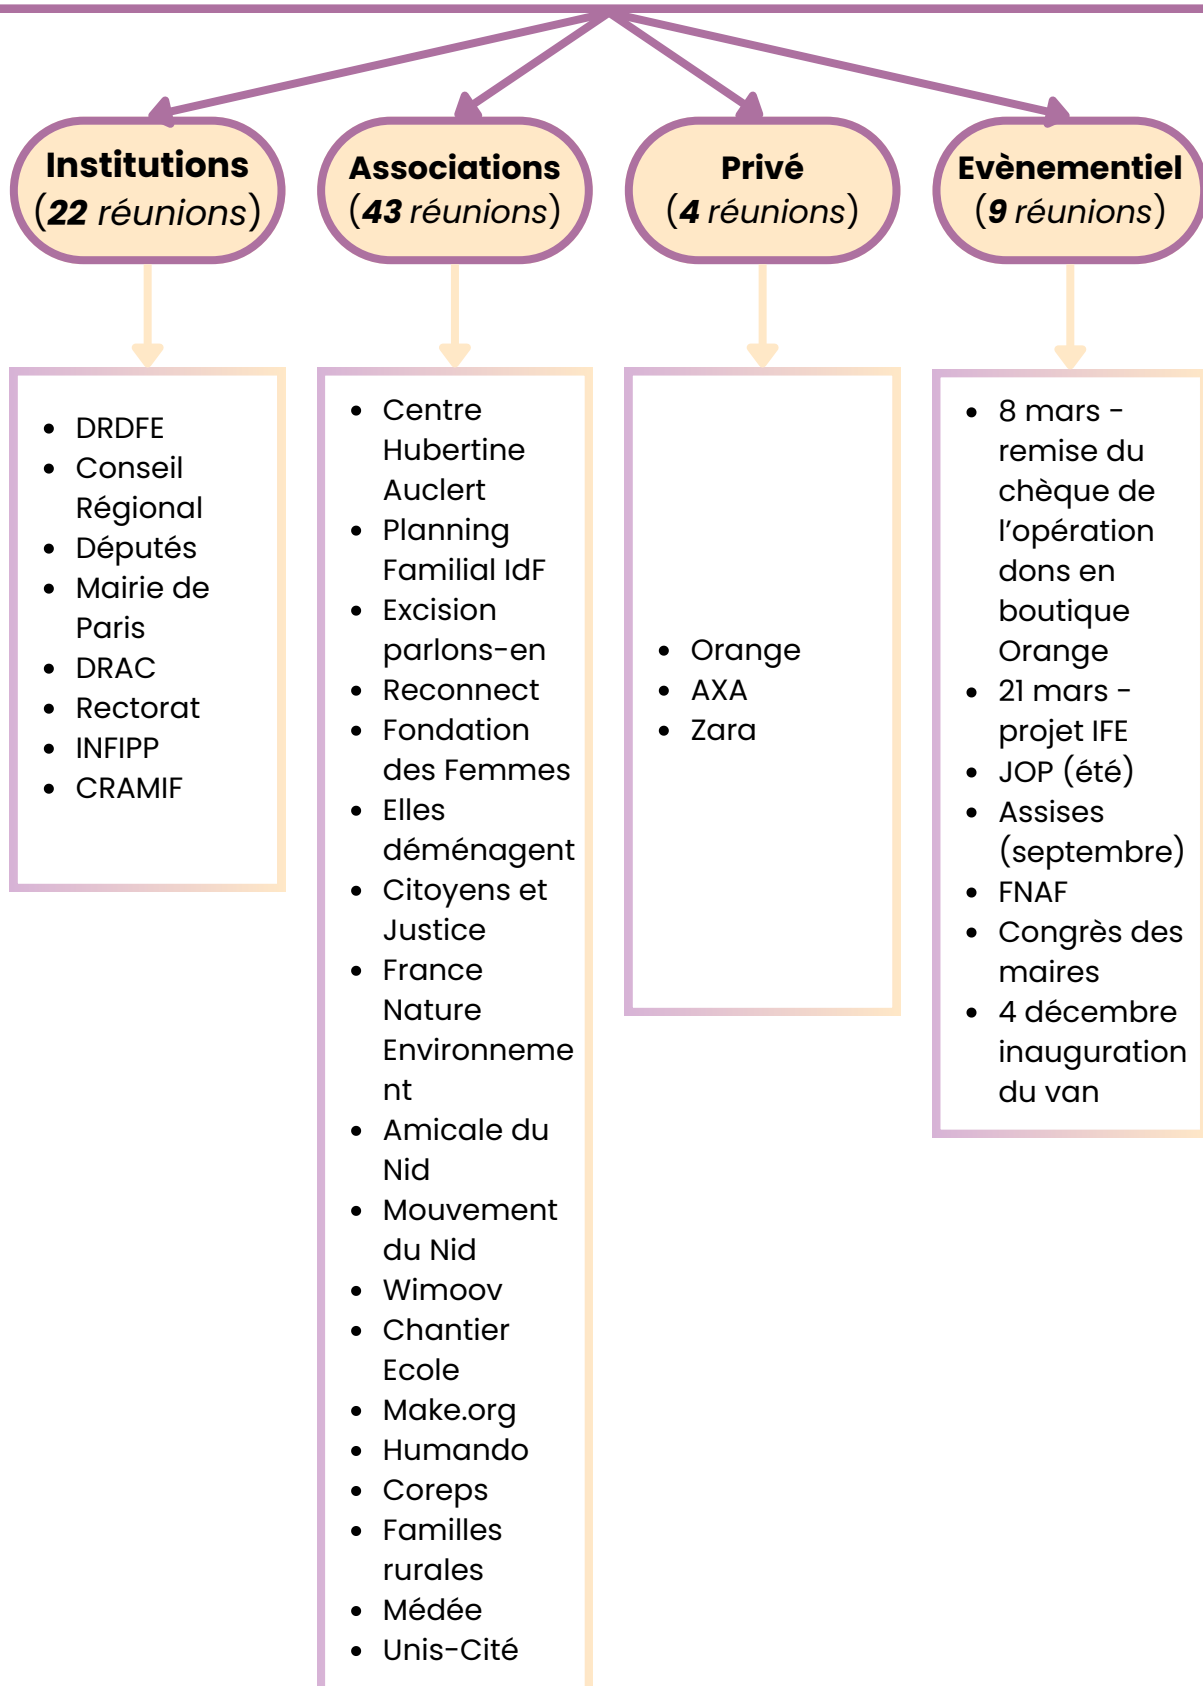 Institutions
(22 réunions)
• DRDFE
• Conseil
Régional
• Députés
• Mairie de
Paris
• DRAC
• Rectorat
• INFIPP
• CRAMIF
Associations
(43 réunions)
• Centre
Hubertine
Auclert
• Planning
Familial IdF
• Excision
parlons-en
• Reconnect
• Fondation
des Femmes
• Elles
déménagent
• Citoyens et
Justice
• France
Nature
Environneme
nt
• Amicale du
Nid
• Mouvement
du Nid
• Wimoov
• Chantier
Ecole
• Make.org
• Humando
• Coreps
• Familles
rurales
• Médée
• Unis-Cité
Privé
(4 réunions)
• Orange
• AXA
• Zara
Evènementiel
(9 réunions)
• 8 mars -
remise du
chèque de
l'opération
dons en
boutique
Orange
• 21 mars -
projet IFE
• JOP (été)
• Assises
(septembre)
• FNAF
• Congrès des
maires
• 4 décembre
inauguration
du van